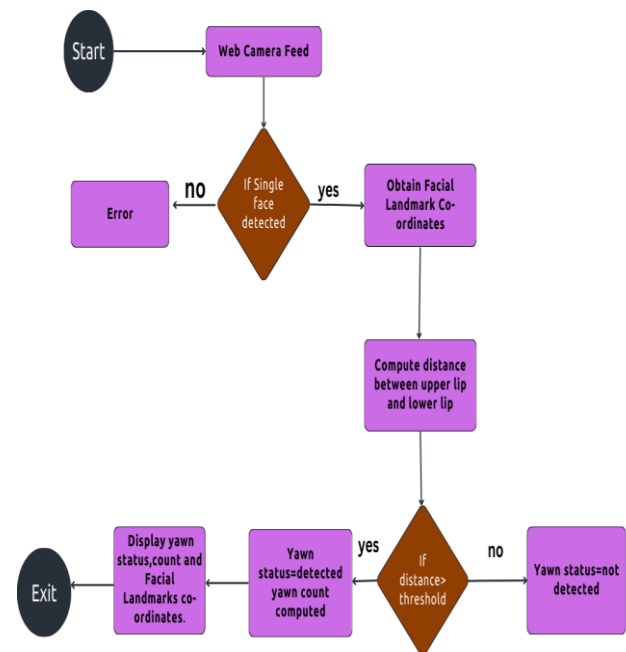 Start
Web Camera Feed
If Single
face
detected
no
yes
Error
Obtain Facial
Landmark Co-
ordinates
Compute distance
between upper lip
and lower lip
If
distance>
threshold
yes
no
Yawn
status=detected
yawn count
computed
Yawn status=not
detected
Display yawn
status,count and
Facial
Landmarks co-
ordinates.
Exit